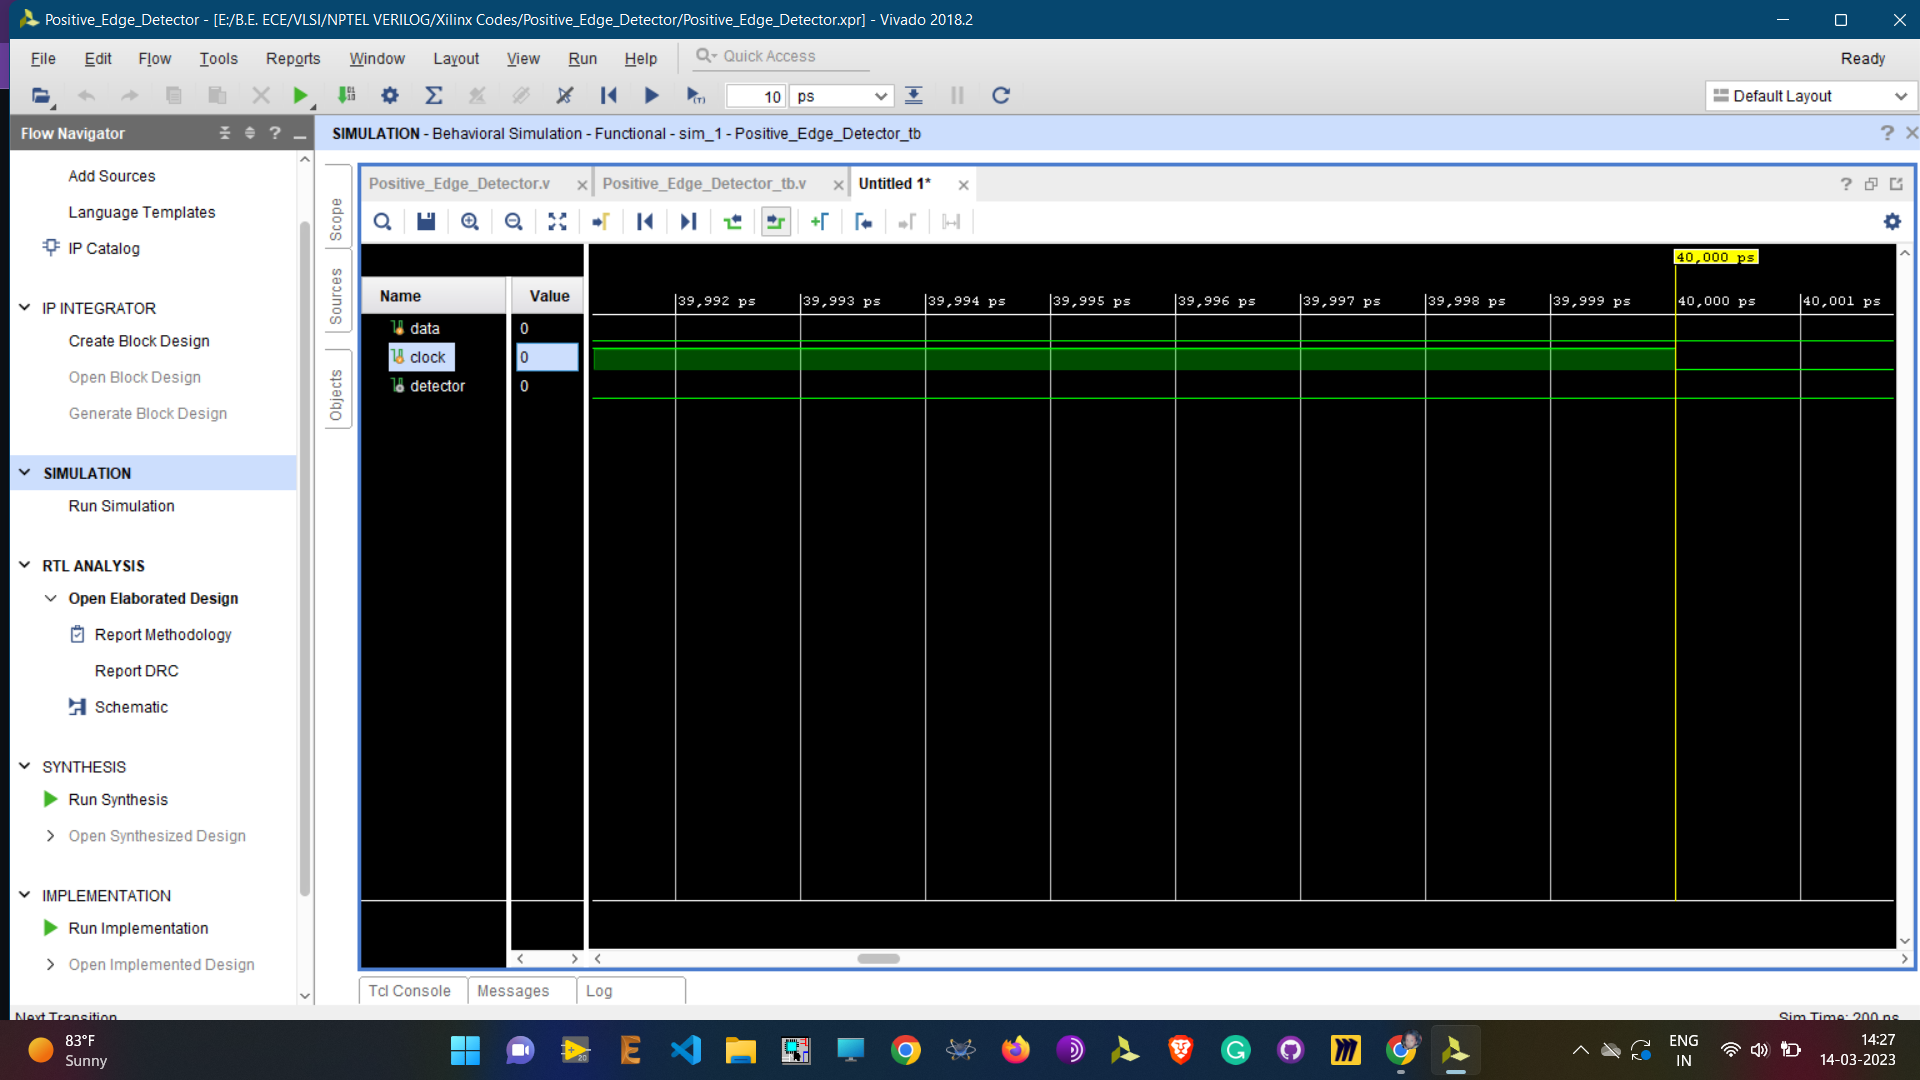 Positive_Edge_Detector - [E:/B.E. ECE/VLSI/NPTEL VERILOG/Xilinx Codes/Positive_Edge_Detector/Positive_Edge_Detector.xpr] - Vivado 2018.2
File Edit Flow Tools Reports Window Layout View Run Help Quick Access Ready
10 ps Default Layout
Flow Navigator
SIMULATION - Behavioral Simulation - Functional - sim_1 - Positive_Edge_Detector_tb
Add Sources
Language Templates
IP Catalog
IP INTEGRATOR
Create Block Design
Open Block Design
Generate Block Design
SIMULATION
Run Simulation
RTL ANALYSIS
Open Elaborated Design
Report Methodology
Report DRC
Schematic
SYNTHESIS
Run Synthesis
Open Synthesized Design
IMPLEMENTATION
Run Implementation
Open Implemented Design
Scope
Sources
Objects
Positive_Edge_Detector.v Positive_Edge_Detector_tb.v Untitled 1*
40,000 ps
Name Value
39,992 ps 39,993 ps 39,994 ps 39,995 ps 39,996 ps 39,997 ps 39,998 ps 39,999 ps 40,000 ps 40,001 ps
data 0
clock 0
detector 0
Tcl Console Messages Log
Next Transition Sim Time: 200 ns
83°F
Sunny
ENG
IN
14:27
14-03-2023